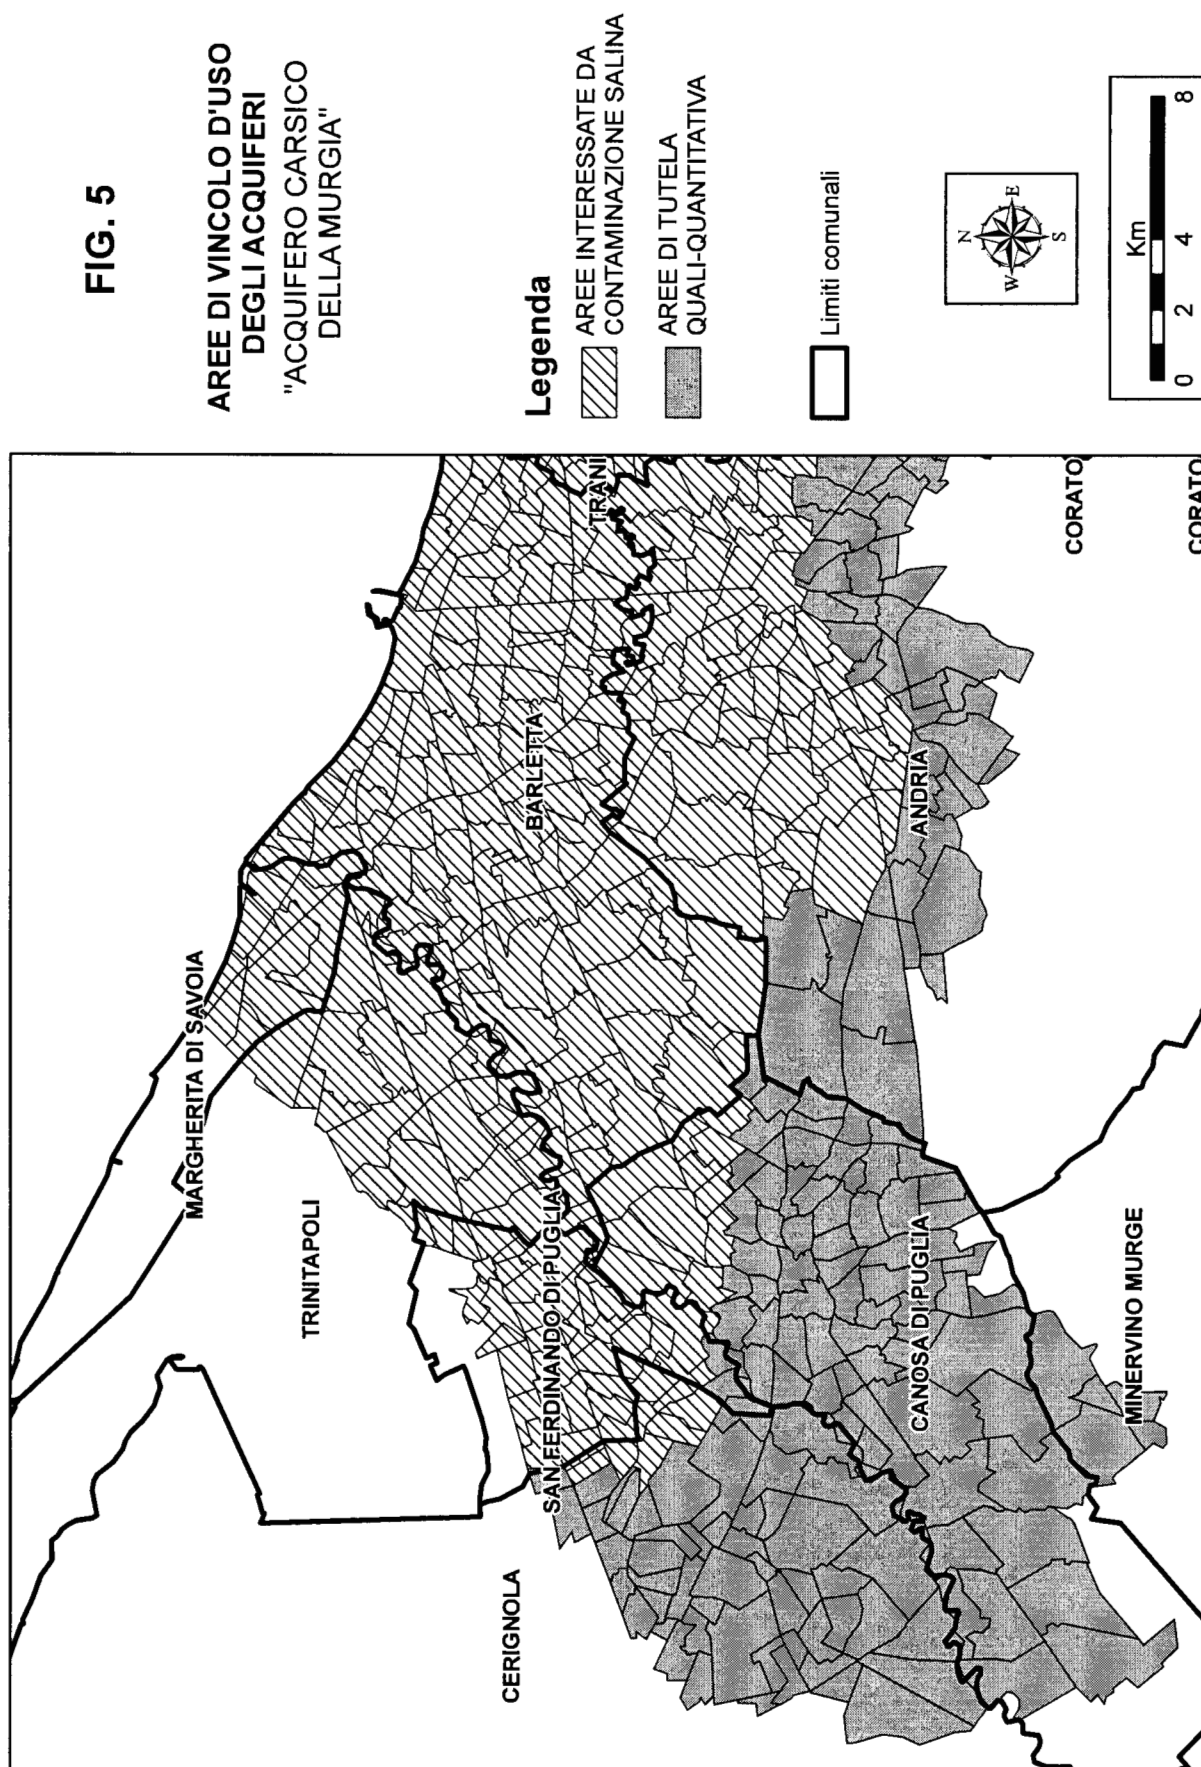 FIG. 5
AREE DI VINCOLO D'USO
DEGLI ACQUIFERI
"ACQUIFERO CARSICO
DELLA MURGIA"
Legenda
AREE INTERESSATE DA
CONTAMINAZIONE SALINA
AREE DI TUTELA
QUALI-QUANTITATIVA
Limiti comunali
N
W
E
S
Km
0 2 4 8
MARGHERITA DI SAVOIA
TRINITAPOLI
CERIGNOLA
SAN FERDINANDO DI PUGLIA
BARLETTA
TRANI
CANOSA DI PUGLIA
ANDRIA
MINERVINO MURGE
CORATO
CORATO